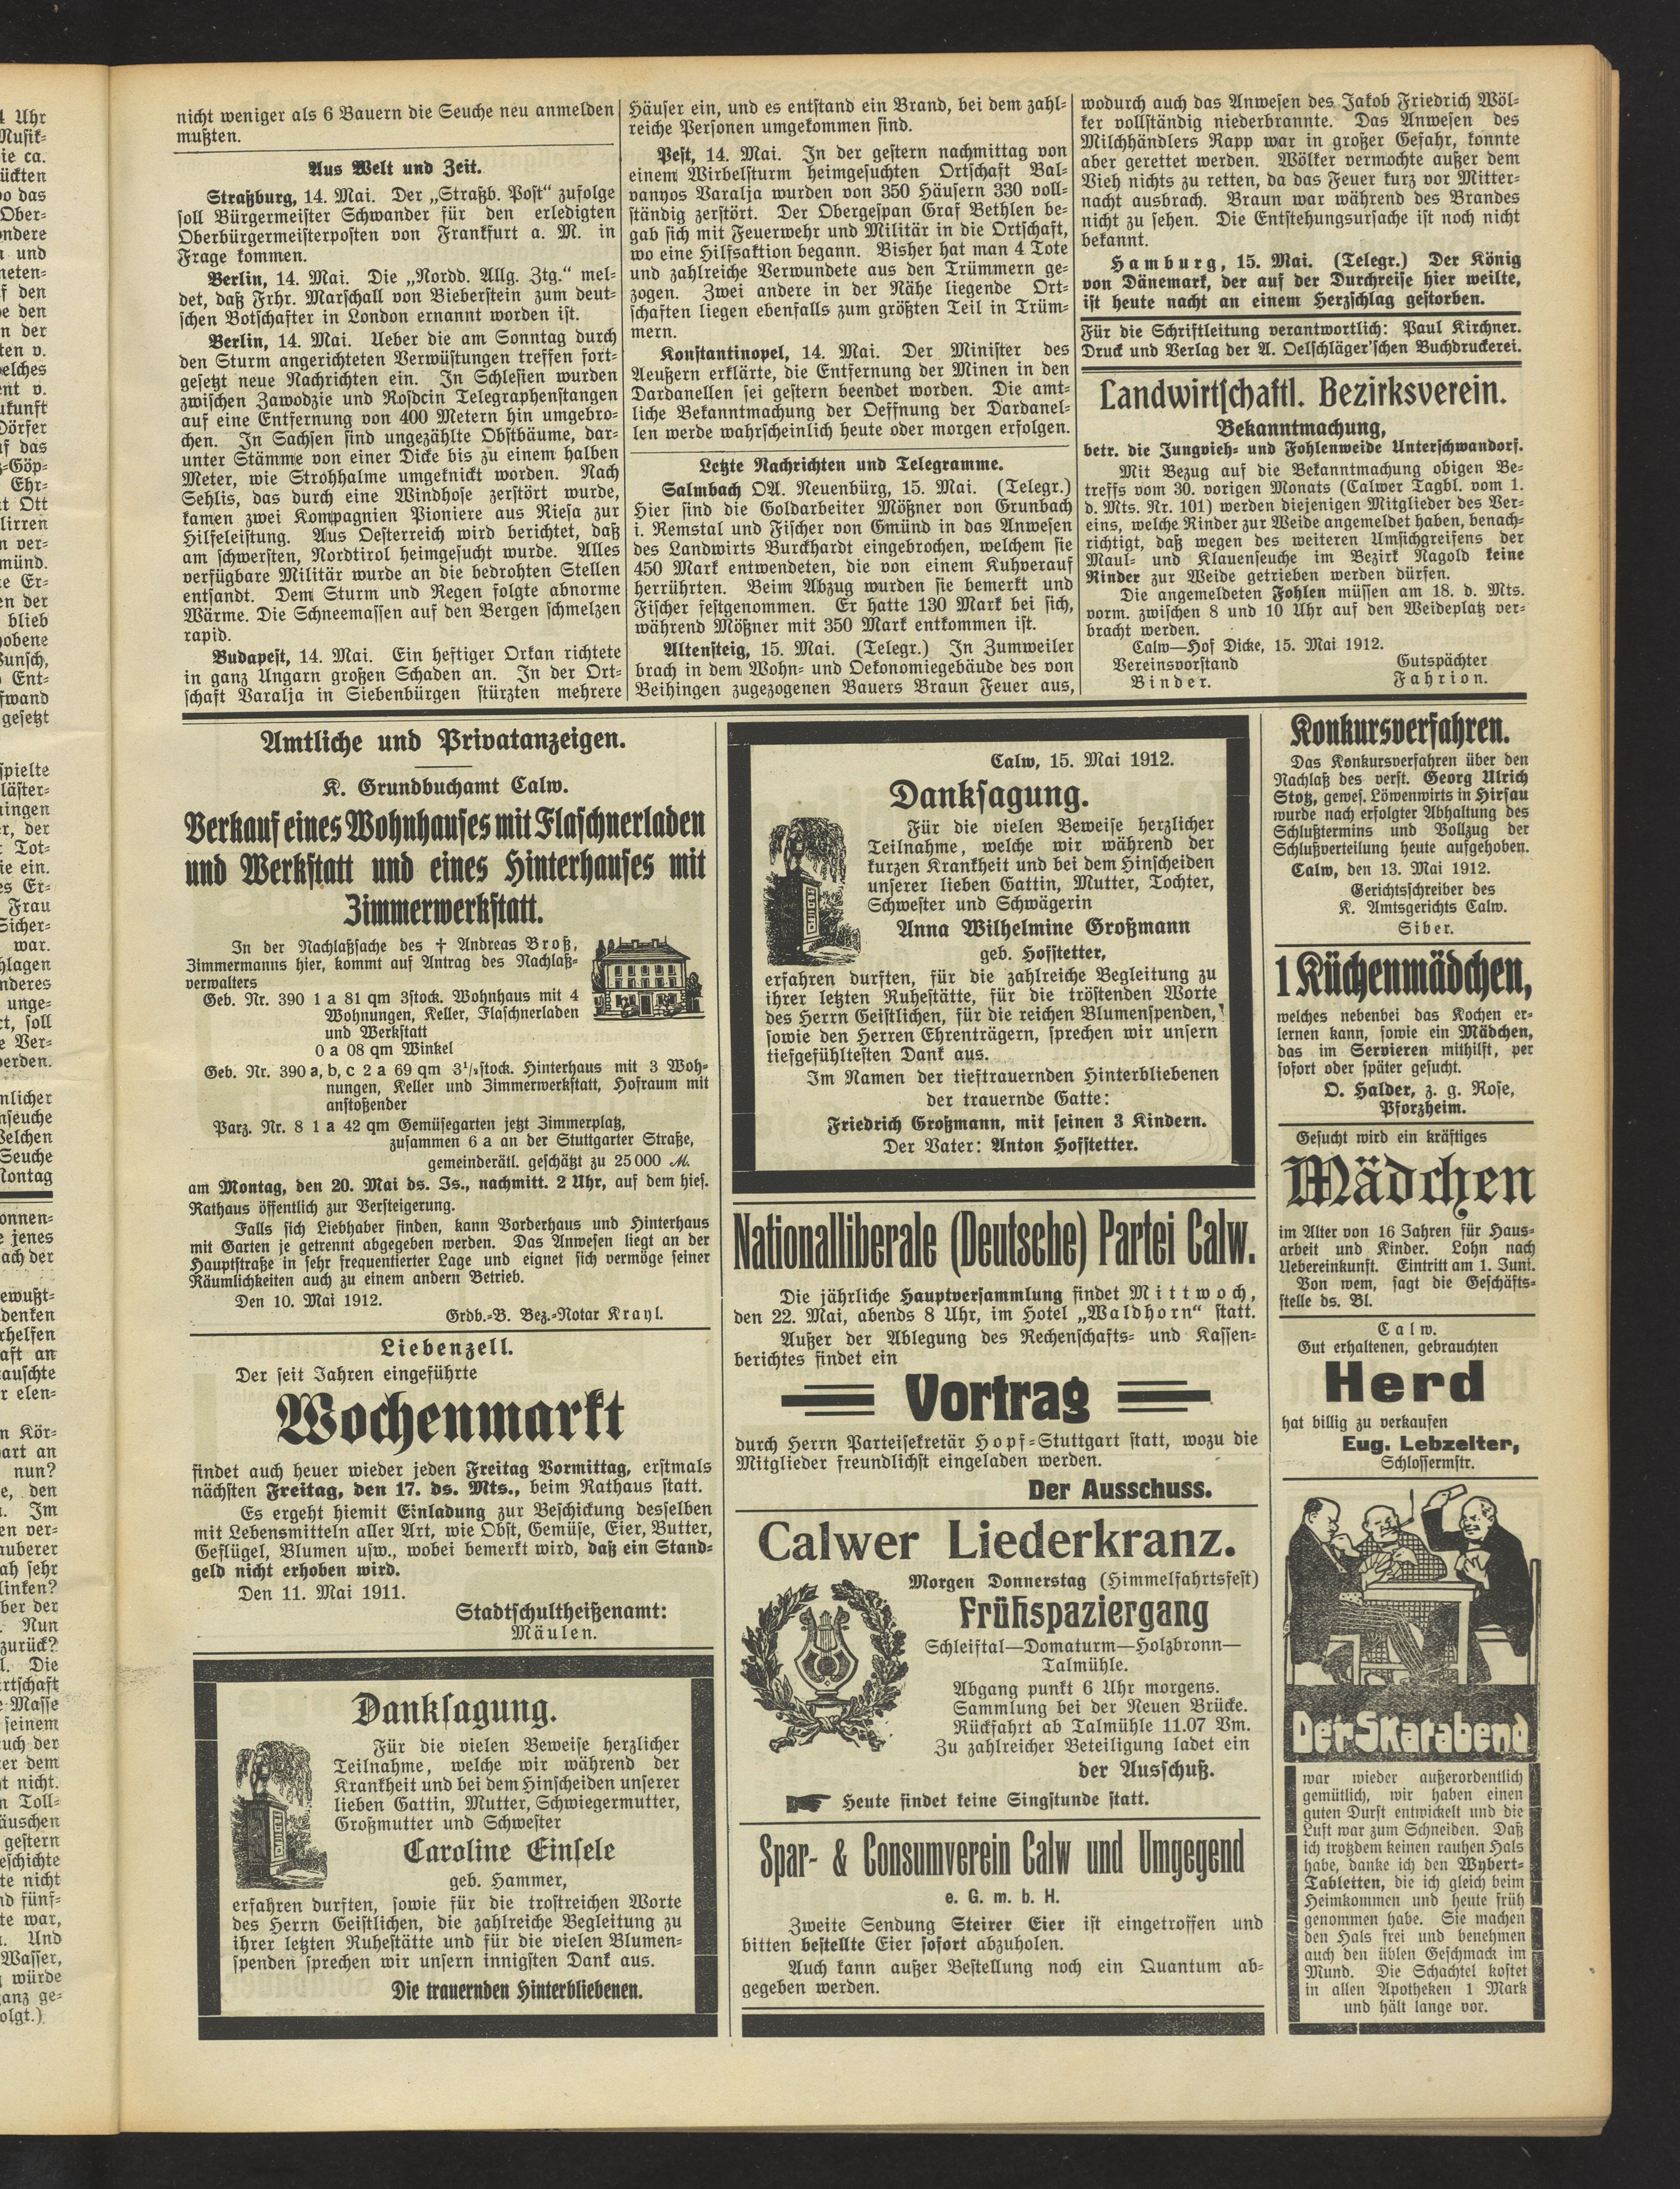 nicht weniger als 6 Bauern die Seuche neu anmelden
mußten.
Aus Welt und Zeit.
Straßburg, 14. Mai. Der „Straßb. Post“ zufolge
soll Bürgermeister Schwander für den erledigten
Oberbürgermeisterposten von Frankfurt a. M. in
Frage kommen.
Berlin, 14. Mai. Die „Nordd. Allg. Ztg.“ mel-
det, daß Frhr. Marschall von Bieberstein zum deut-
schen Botschafter in London ernannt worden ist.
Berlin, 14. Mai. Ueber die am Sonntag durch
den Sturm angerichteten Verwüstungen treffen fort-
gesetzt neue Nachrichten ein. In Schlesien wurden
zwischen Zawodzie und Rosdcin Telegraphenstangen
auf eine Entfernung von 400 Metern hin umgebro-
chen. In Sachsen sind ungezählte Obstbäume, dar-
unter Stämme von einer Dicke bis zu einem halben
Meter, wie Strohhalme umgeknickt worden. Nach
Sehlis, das durch eine Windhose zerstört wurde,
kamen zwei Kompagnien Pioniere aus Riesa zur
Hilfeleistung. Aus Oesterreich wird berichtet, daß
am schwersten, Nordtirol heimgesucht wurde. Alles
verfügbare Militär wurde an die bedrohten Stellen
entsandt. Dem Sturm und Regen folgte abnorme
Wärme. Die Schneemassen auf den Bergen schmelzen
rapid.
Budapest, 14. Mai. Ein heftiger Orkan richtete
in ganz Ungarn großen Schaden an. In der Ort-
schaft Varalja in Siebenbürgen stürzten mehrere
Häuser ein, und es entstand ein Brand, bei dem zahl-
reiche Personen umgekommen sind.
Pest, 14. Mai. In der gestern nachmittag von
einem Wirbelsturm heimgesuchten Ortschaft Bal-
vanyos Varalja wurden von 350 Häusern 330 voll-
ständig zerstört. Der Obergespan Graf Bethlen be-
gab sich mit Feuerwehr und Militär in die Ortschaft,
wo eine Hilfsaktion begann. Bisher hat man 4 Tote
und zahlreiche Verwundete aus den Trümmern ge-
zogen. Zwei andere in der Nähe liegende Ort-
schaften liegen ebenfalls zum größten Teil in Trüm-
mern.
Konstantinopel, 14. Mai. Der Minister des
Aeußern erklärte, die Entfernung der Minen in den
Dardanellen sei gestern beendet worden. Die amt-
liche Bekanntmachung der Oeffnung der Dardanel-
len werde wahrscheinlich heute oder morgen erfolgen.
Letzte Nachrichten und Telegramme.
Salmbach OA. Neuenbürg, 15. Mai. (Telegr.)
Hier sind die Goldarbeiter Mößner von Grunbach
i. Remstal und Fischer von Gmünd in das Anwesen
des Landwirts Burckhardt eingebrochen, welchem sie
450 Mark entwendeten, die von einem Kuhverauf
herrührten. Beim Abzug wurden sie bemerkt und
Fischer festgenommen. Er hatte 130 Mark bei sich,
während Mößner mit 350 Mark entkommen ist.
Altensteig, 15. Mai. (Telegr.) In Zumweiler
brach in dem Wohn- und Oekonomiegebäude des von
Beihingen zugezogenen Bauers Braun Feuer aus,
wodurch auch das Anwesen des Jakob Friedrich Völ-
ker vollständig niederbrannte. Das Anwesen des
Milchhändlers Rapp war in großer Gefahr, konnte
aber gerettet werden. Völker vermochte außer dem
Vieh nichts zu retten, da das Feuer kurz vor Mitter-
nacht ausbrach. Braun war während des Brandes
nicht zu sehen. Die Entstehungsursache ist noch nicht
bekannt.
Hamburg, 15. Mai. (Telegr.) Der König
von Dänemark, der auf der Durchreise hier weilte,
ist heute nacht an einem Herzschlag gestorben.
Für die Schriftleitung verantwortlich: Paul Kirchner.
Druck und Verlag der A. Oelschläger'schen Buchdruckerei.
Landwirtschaftl. Bezirksverein.
Bekanntmachung,
betr. die Jungvieh- und Fohlenweide Unterschwandorf.
Mit Bezug auf die Bekanntmachung obigen Be-
treffs vom 30. vorigen Monats (Calwer Tagbl. vom 1.
d. Mts. Nr. 101) werden diejenigen Mitglieder des Ver-
eins, welche Rinder zur Weide angemeldet haben, benach-
richtigt, daß wegen des weiteren Umsichgreifens der
Maul- und Klauenseuche im Bezirk Nagold keine
Rinder zur Weide getrieben werden dürfen.
Die angemeldeten Fohlen müssen am 18. d. Mts.
vorm. zwischen 8 und 10 Uhr auf den Weideplatz ver-
bracht werden.
Calw—Hof Dicke, 15. Mai 1912.
Vereinsvorstand Gutspächter
Binder. Fahrion.
Amtliche und Privatanzeigen.
K. Grundbuchamt Calw.
Verkauf eines Wohnhauses mit Flaschnerladen
und Werkstatt und eines Hinterhauses mit
Zimmerwerkstatt.
In der Nachlaßsache des † Andreas Broß,
Zimmermanns hier, kommt auf Antrag des Nachlaß-
verwalters
Geb. Nr. 390 1 a 81 qm 3stock. Wohnhaus mit 4
Wohnungen, Keller, Flaschnerladen
und Werkstatt
0 a 08 qm Winkel
Geb. Nr. 390 a, b, c 2 a 69 qm 3½stock. Hinterhaus mit 3 Woh-
nungen, Keller und Zimmerwerkstatt, Hofraum mit
anstoßender
Parz. Nr. 8 1 a 42 qm Gemüsegarten jetzt Zimmerplatz,
zusammen 6 a an der Stuttgarter Straße,
gemeinderätl. geschätzt zu 25 000 M.
am Montag, den 20. Mai ds. Js., nachmitt. 2 Uhr, auf dem hies.
Rathaus öffentlich zur Versteigerung.
Falls sich Liebhaber finden, kann Vorderhaus und Hinterhaus
mit Garten je getrennt abgegeben werden. Das Anwesen liegt an der
Hauptstraße in sehr frequentierter Lage und eignet sich vermöge seiner
Räumlichkeiten auch zu einem andern Betrieb.
Den 10. Mai 1912.
Grdb.-B. Bez.-Notar Krayl.
Liebenzell.
Der seit Jahren eingeführte
Wochenmarkt
findet auch heuer wieder jeden Freitag Vormittag, erstmals
nächsten Freitag, den 17. ds. Mts., beim Rathaus statt.
Es ergeht hiemit Einladung zur Beschickung desselben
mit Lebensmitteln aller Art, wie Obst, Gemüse, Eier, Butter,
Geflügel, Blumen usw., wobei bemerkt wird, daß ein Stand-
geld nicht erhoben wird.
Den 11. Mai 1911.
Stadtschultheißenamt:
Mäulen.
Danksagung.
Für die vielen Beweise herzlicher
Teilnahme, welche wir während der
Krankheit und bei dem Hinscheiden unserer
lieben Gattin, Mutter, Schwiegermutter,
Großmutter und Schwester
Caroline Einsele
geb. Hammer,
erfahren durften, sowie für die trostreichen Worte
des Herrn Geistlichen, die zahlreiche Begleitung zu
ihrer letzten Ruhestätte und für die vielen Blumen-
spenden sprechen wir unsern innigsten Dank aus.
Die trauernden Hinterbliebenen.
Calw, 15. Mai 1912.
Danksagung.
Für die vielen Beweise herzlicher
Teilnahme, welche wir während der
kurzen Krankheit und bei dem Hinscheiden
unserer lieben Gattin, Mutter, Tochter,
Schwester und Schwägerin
Anna Wilhelmine Großmann
geb. Hofstetter,
erfahren durften, für die zahlreiche Begleitung zu
ihrer letzten Ruhestätte, für die tröstenden Worte
des Herrn Geistlichen, für die reichen Blumenspenden,
sowie den Herren Ehrenträgern, sprechen wir unsern
tiefgefühltesten Dank aus.
Im Namen der tieftrauernden Hinterbliebenen
der trauernde Gatte:
Friedrich Großmann, mit seinen 3 Kindern.
Der Vater: Anton Hofstetter.
Nationalliberale (Deutsche) Partei Calw.
Die jährliche Hauptversammlung findet Mittwoch,
den 22. Mai, abends 8 Uhr, im Hotel „Waldhorn“ statt.
Außer der Ablegung des Rechenschafts- und Kassen-
berichtes findet ein
Vortrag
durch Herrn Parteisekretär Hopf-Stuttgart statt, wozu die
Mitglieder freundlichst eingeladen werden.
Der Ausschuss.
Calwer Liederkranz.
Morgen Donnerstag (Himmelfahrtsfest)
Frühspaziergang
Schleiftal—Domaturm—Holzbronn—
Talmühle.
Abgang punkt 6 Uhr morgens.
Sammlung bei der Neuen Brücke.
Rückfahrt ab Talmühle 11.07 Vm.
Zu zahlreicher Beteiligung ladet ein
der Ausschuß.
Heute findet keine Singstunde statt.
Spar- & Consumverein Calw und Umgegend
e. G. m. b. H.
Zweite Sendung Steirer Eier ist eingetroffen und
bitten bestellte Eier sofort abzuholen.
Auch kann außer Bestellung noch ein Quantum ab-
gegeben werden.
Konkursverfahren.
Das Konkursverfahren über den
Nachlaß des verst. Georg Ulrich
Stotz, gewes. Löwenwirts in Hirsau
wurde nach erfolgter Abhaltung des
Schlußtermins und Vollzug der
Schlußverteilung heute aufgehoben.
Calw, den 13. Mai 1912.
Gerichtsschreiber des
K. Amtsgerichts Calw.
Siber.
1 Küchenmädchen,
welches nebenbei das Kochen er-
lernen kann, sowie ein Mädchen,
das im Servieren mithilft, per
sofort oder später gesucht.
O. Halder, z. g. Rose,
Pforzheim.
Gesucht wird ein kräftiges
Mädchen
im Alter von 16 Jahren für Haus-
arbeit und Kinder. Lohn nach
Uebereinkunft. Eintritt am 1. Juni.
Von wem, sagt die Geschäfts-
stelle ds. Bl.
Calw.
Gut erhaltenen, gebrauchten
Herd
hat billig zu verkaufen
Eug. Lebzelter,
Schlossermstr.
Der Skatabend
war wieder außerordentlich
gemütlich, wir haben einen
guten Durst entwickelt und die
Luft war zum Schneiden. Daß
ich trotzdem keinen rauhen Hals
habe, danke ich den Wybert-
Tabletten, die ich gleich beim
Heimkommen und heute früh
genommen habe. Sie machen
den Hals frei und benehmen
auch den üblen Geschmack im
Mund. Die Schachtel kostet
in allen Apotheken 1 Mark
und hält lange vor.